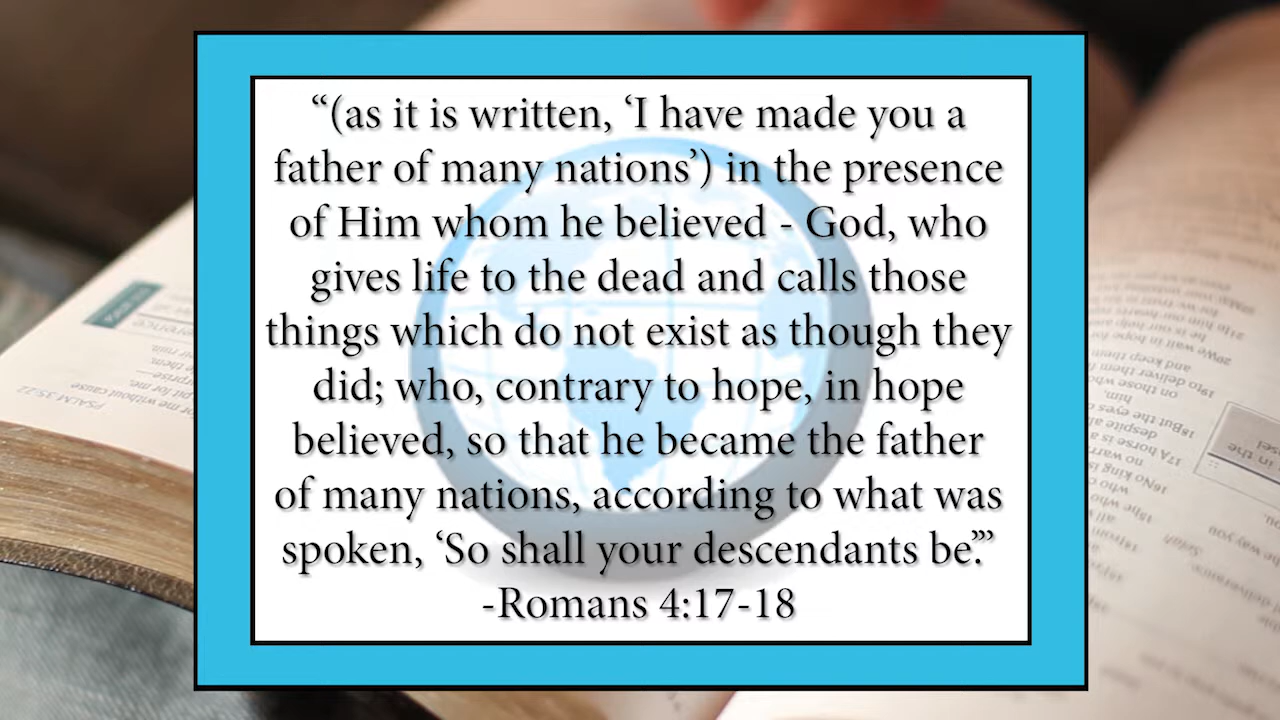 “(as it is written, ‘I have made you a
father of many nations’) in the presence
of Him whom he believed - God, who
gives life to the dead and calls those
things which do not exist as though they
did; who, contrary to hope, in hope
believed, so that he became the father
of many nations, according to what was
spoken, ‘So shall your descendants be.’”
-Romans 4:17-18
PSALM 35:22